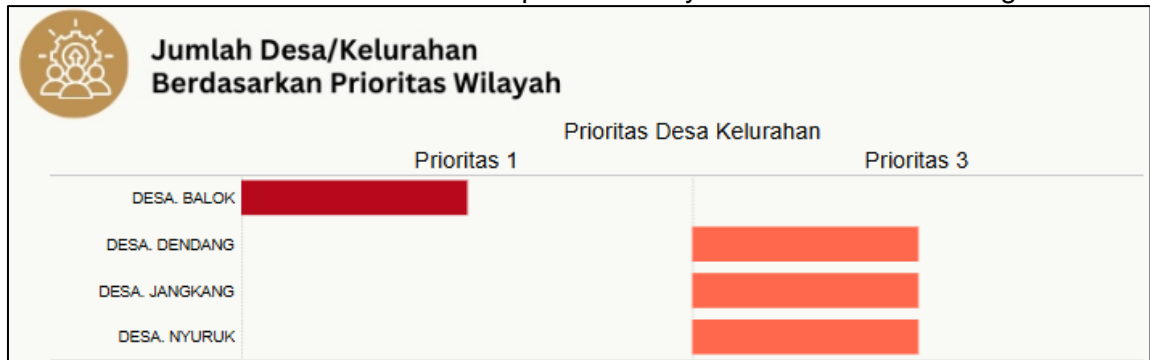 Jumlah Desa/Kelurahan
Berdasarkan Prioritas Wilayah
Prioritas Desa Kelurahan
Prioritas 1 Prioritas 3
DESA. BALOK
DESA. DENDANG
DESA. JANGKANG
DESA. NYURUK